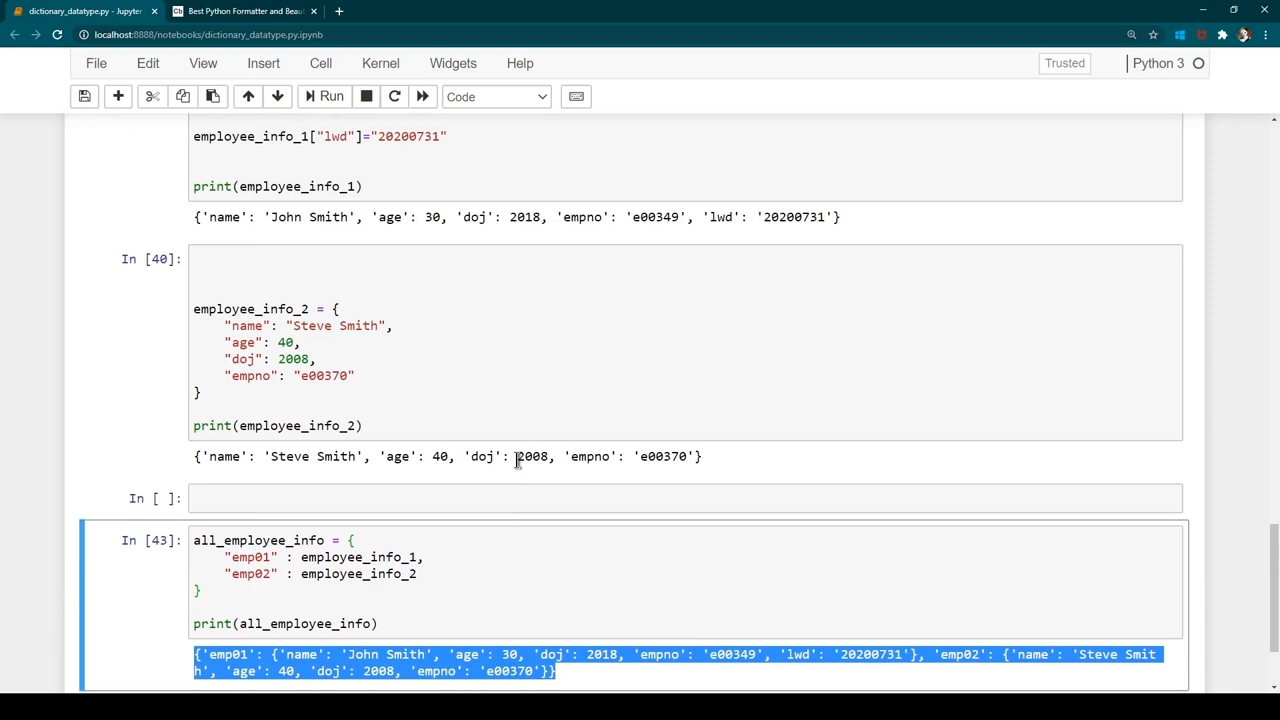 dictionary_datatype.py - Jupyter
Best Python Formatter and Beau
localhost:8888/notebooks/dictionary_datatype.py.ipynb
File Edit View Insert Cell Kernel Widgets Help Trusted Python 3
Run Code
employee_info_1["lwd"]="20200731"
print(employee_info_1)
{'name': 'John Smith', 'age': 30, 'doj': 2018, 'empno': 'e00349', 'lwd': '20200731'}
In [40]:
employee_info_2 = {
"name": "Steve Smith",
"age": 40,
"doj": 2008,
"empno": "e00370"
}
print(employee_info_2)
{'name': 'Steve Smith', 'age': 40, 'doj': 2008, 'empno': 'e00370'}
In [ ]:
In [43]: all_employee_info = {
"emp01" : employee_info_1,
"emp02" : employee_info_2
}
print(all_employee_info)
{'emp01': {'name': 'John Smith', 'age': 30, 'doj': 2018, 'empno': 'e00349', 'lwd': '20200731'}, 'emp02': {'name': 'Steve Smit
h', 'age': 40, 'doj': 2008, 'empno': 'e00370'}}